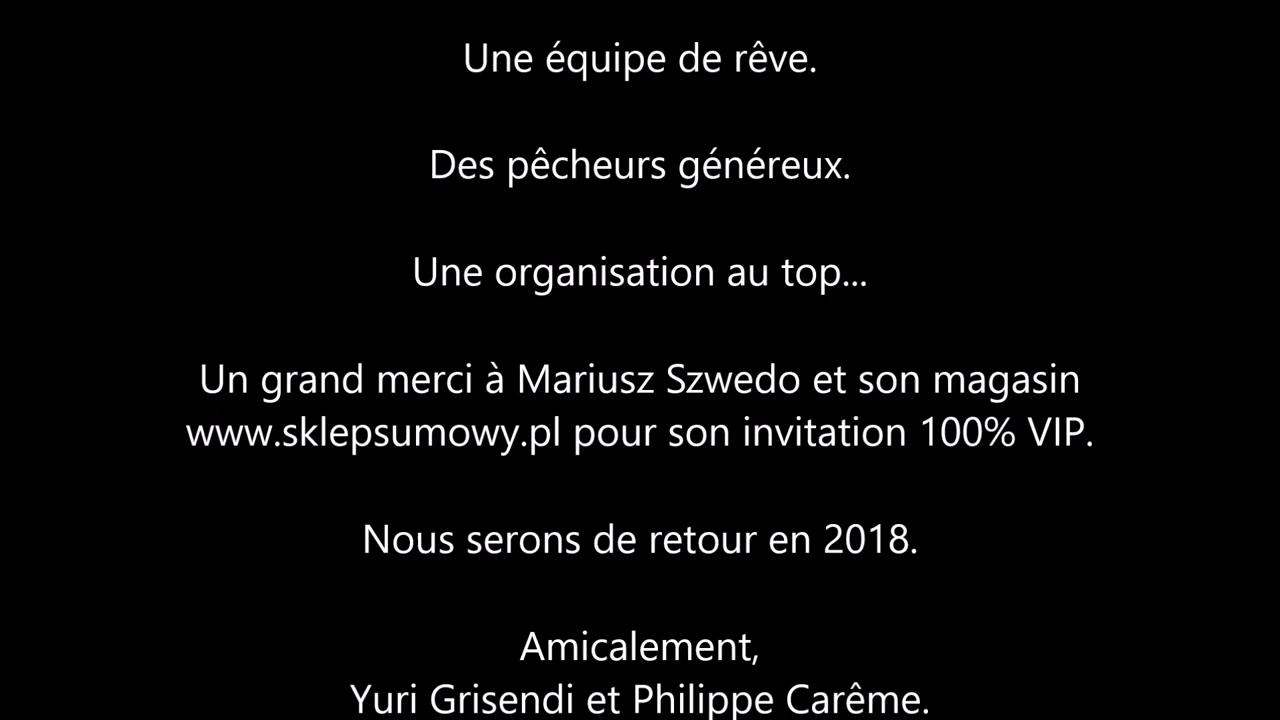 Une équipe de rêve.
Des pêcheurs généreux.
Une organisation au top...
Un grand merci à Mariusz Szwedo et son magasin
www.sklepsumowy.pl pour son invitation 100% VIP.
Nous serons de retour en 2018.
Amicalement,
Yuri Grisendi et Philippe Carême.